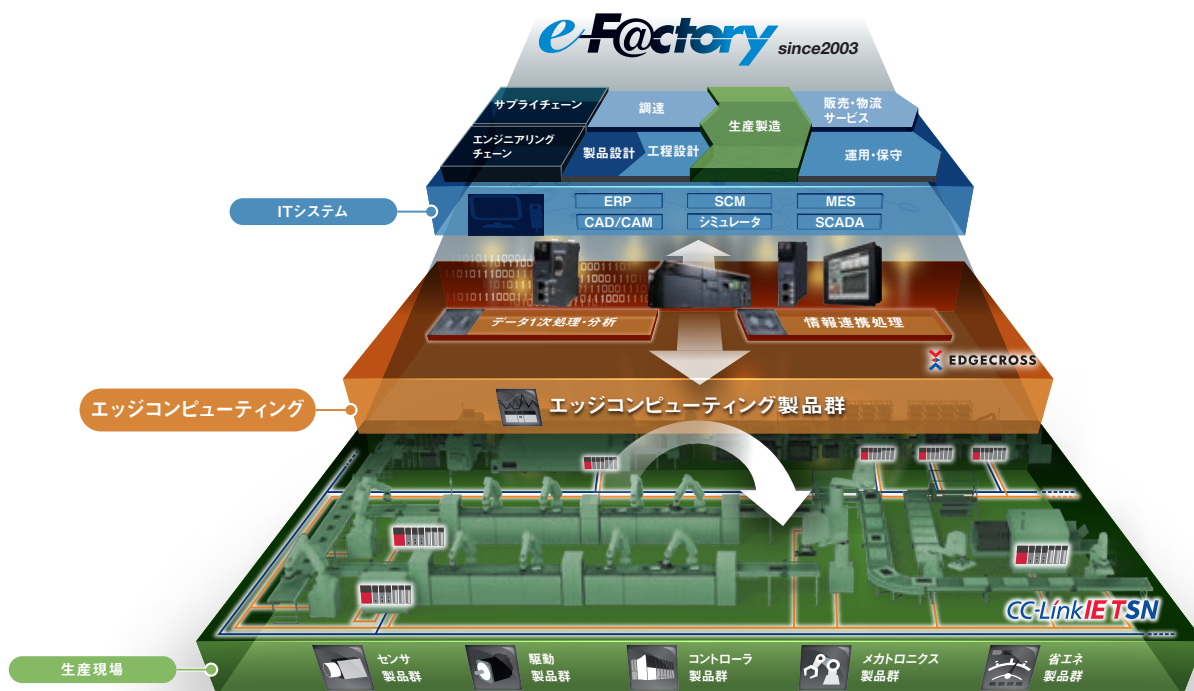 e-F@ctory since2003
サプライチェーン
調達
生産製造
販売・物流
サービス
エンジニアリング
チェーン
製品設計
工程設計
運用・保守
ITシステム
ERP
SCM
MES
CAD/CAM
シミュレータ
SCADA
データ1次処理・分析
情報連携処理
EDGECROSS
エッジコンピューティング
エッジコンピューティング製品群
CC-Link IE TSN
生産現場
センサ
製品群
駆動
製品群
コントローラ
製品群
メカトロニクス
製品群
省エネ
製品群